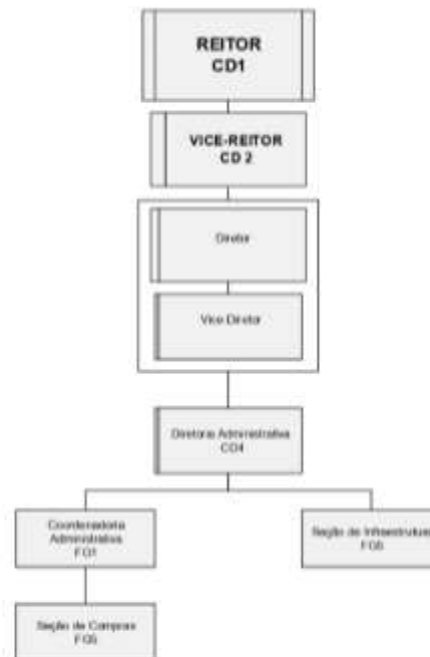 REITOR
CD1
VICE-REITOR
CD 2
Diretor
Vice Diretor
Diretoria Administrativa
CD4
Coordenadoria
Administrativa
FG1
Seção de Infraestrutura
Seção de Compras